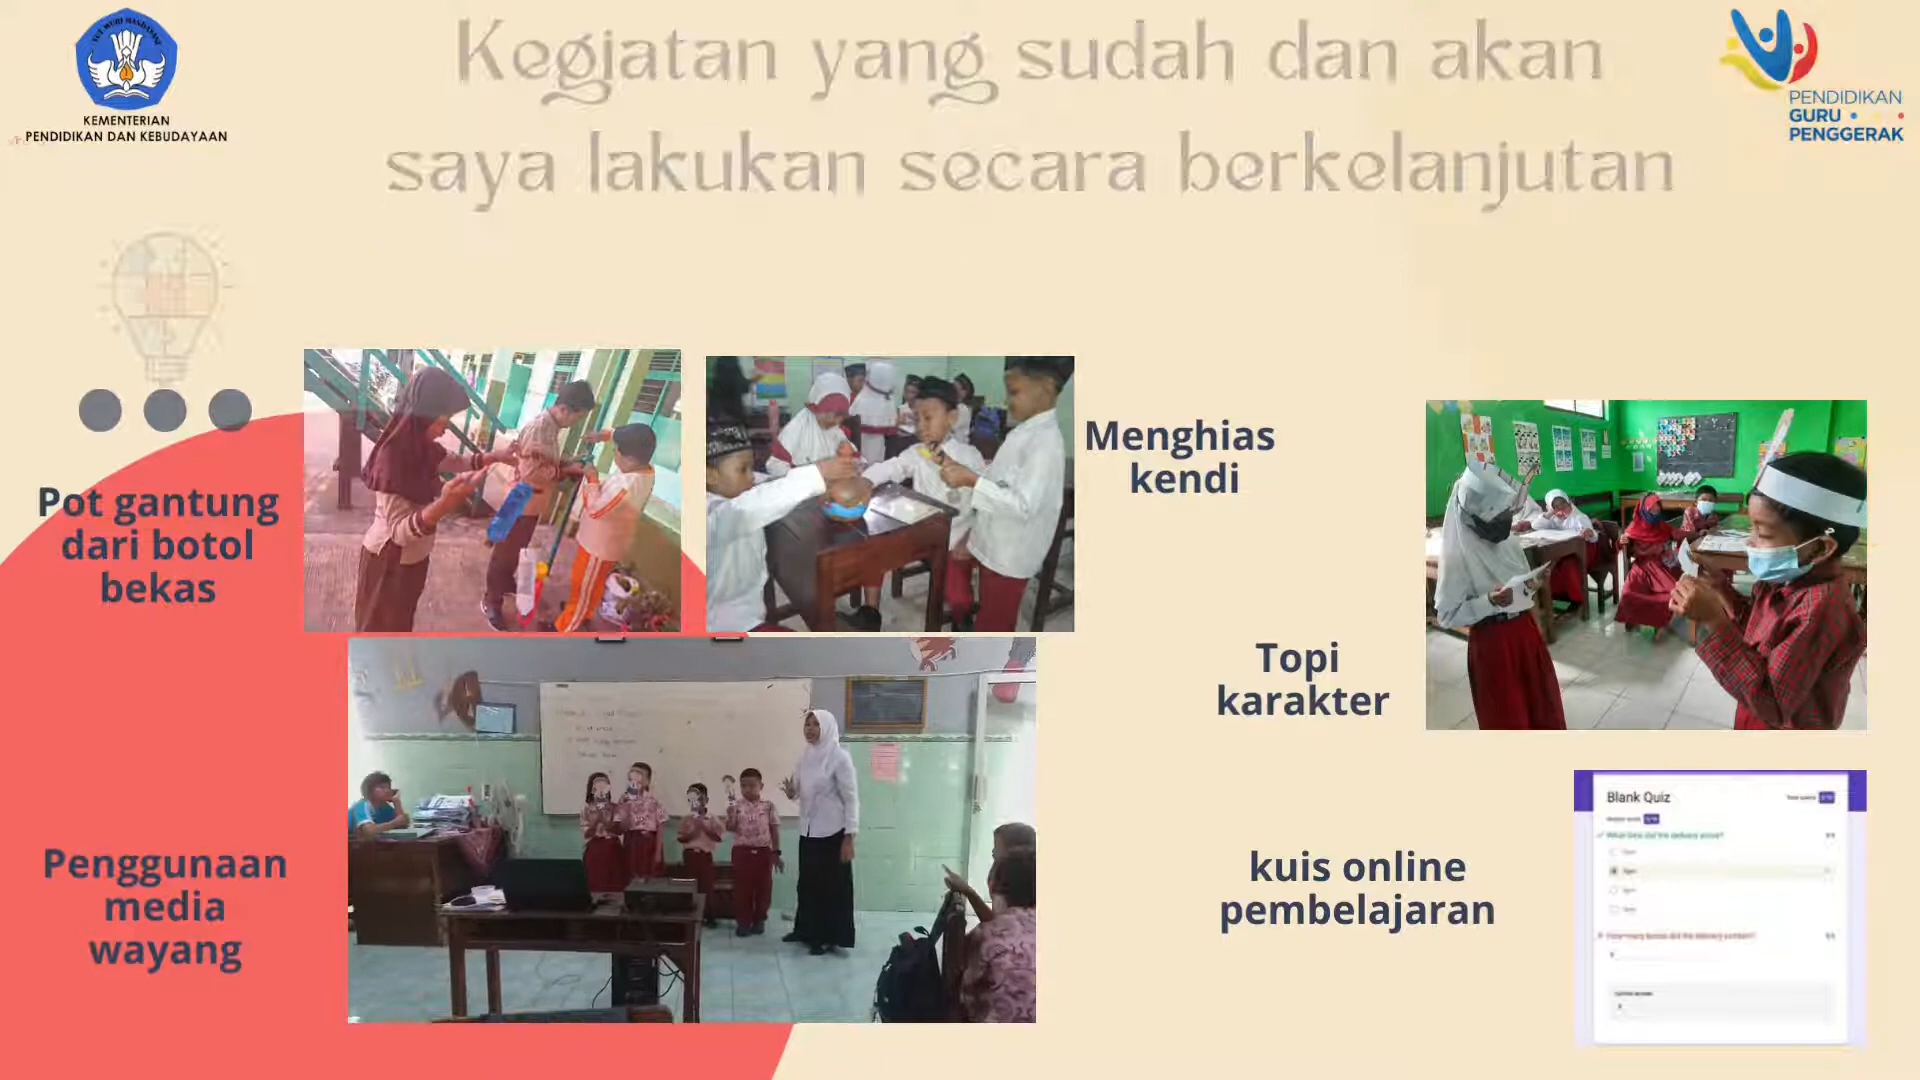 KEMENTERIAN
PENDIDIKAN DAN KEBUDAYAAN
Kegiatan yang sudah dan akan
saya lakukan secara berkelanjutan
PENDIDIKAN
GURU
PENGGERAK
Pot gantung
dari botol
bekas
Menghias
kendi
Topi
karakter
Penggunaan
media
wayang
kuis online
pembelajaran
Blank Quiz